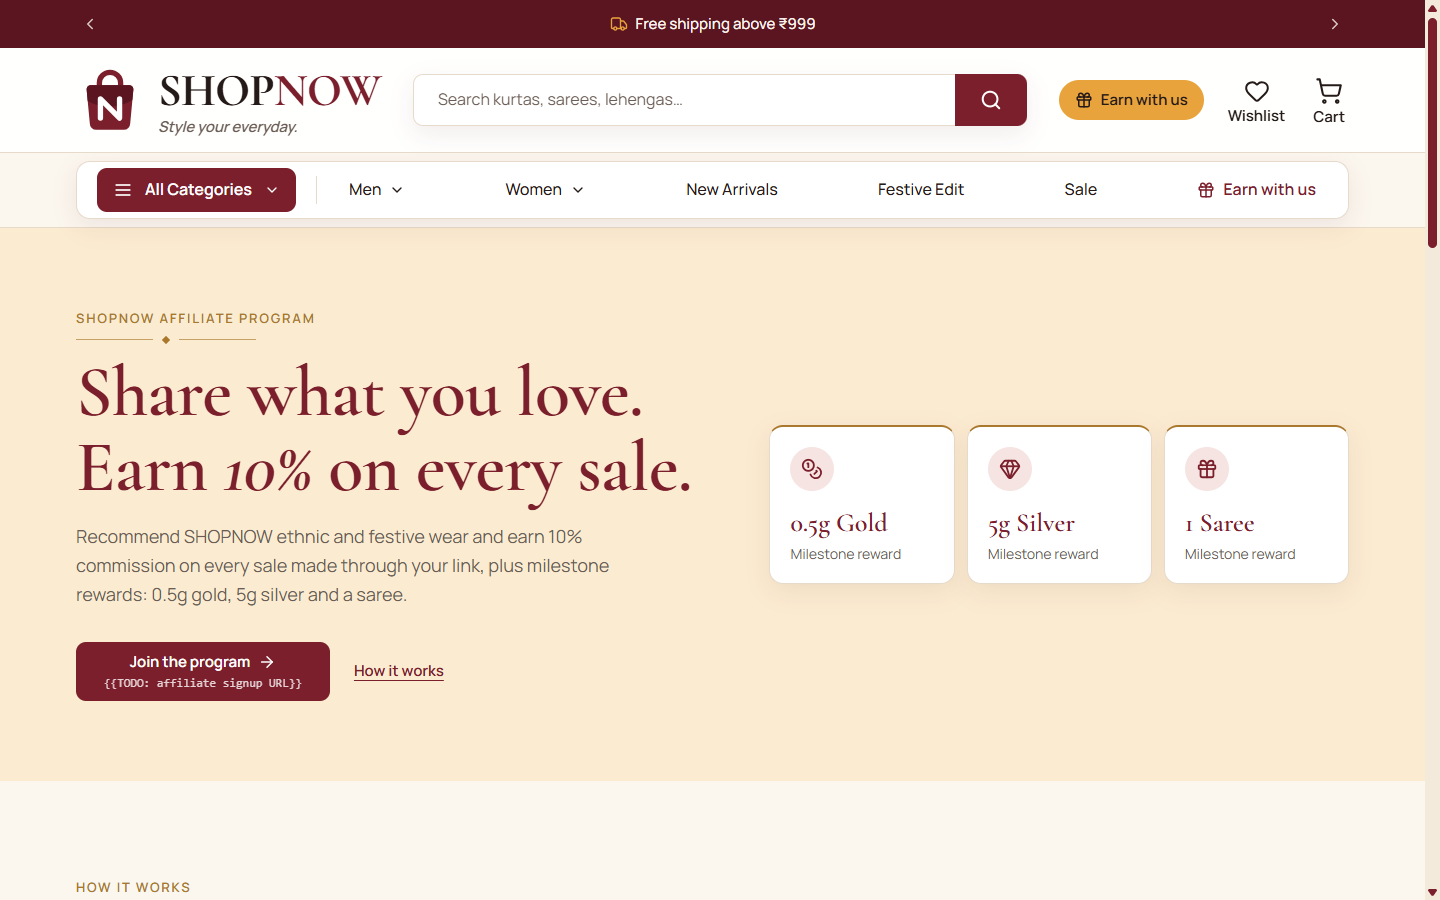 Free shipping above ₹999
N
SHOPNOW
Style your everyday.
Search kurtas, sarees, lehengas...
Earn with us
Wishlist
Cart
All Categories
Men
Women
New Arrivals
Festive Edit
Sale
Earn with us
SHOPNOW AFFILIATE PROGRAM
Share what you love.
Earn 10% on every sale.
Recommend SHOPNOW ethnic and festive wear and earn 10%
commission on every sale made through your link, plus milestone
rewards: 0.5g gold, 5g silver and a saree.
Join the program
{{TODO: affiliate signup URL}}
How it works
0.5g Gold
Milestone reward
5g Silver
Milestone reward
1 Saree
Milestone reward
HOW IT WORKS